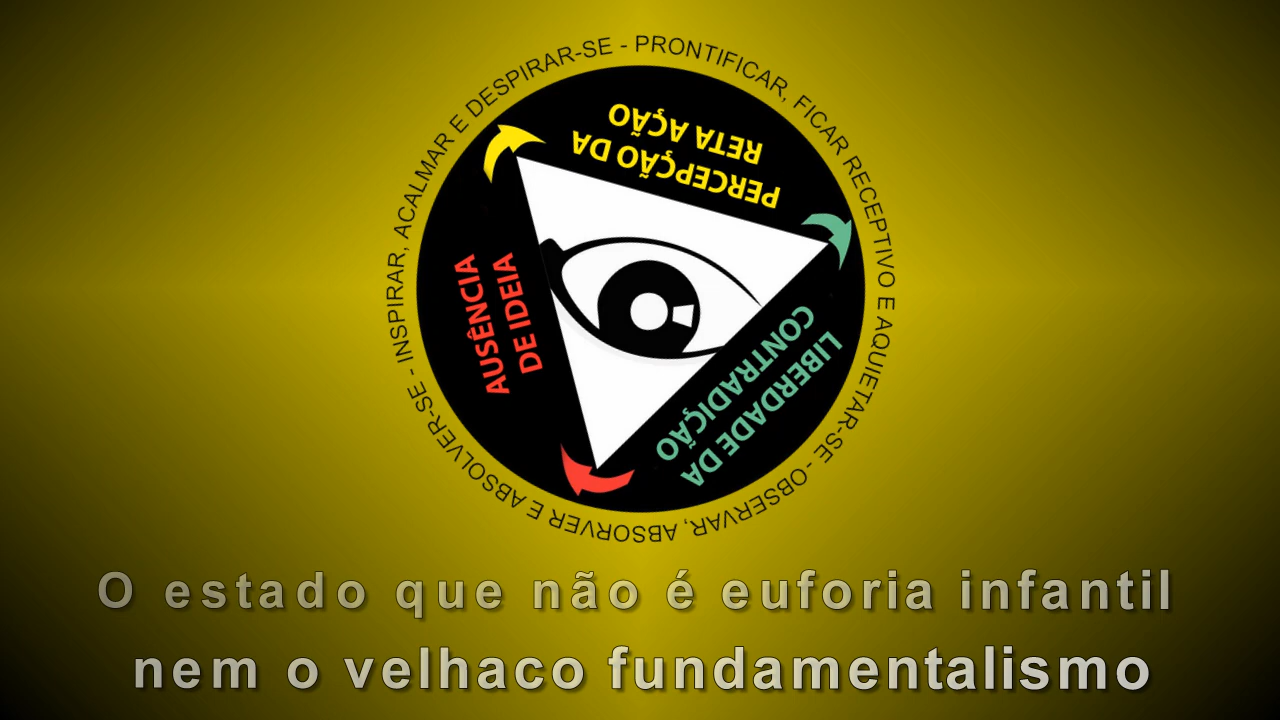 INSPIRAR, ACALMAR E DESPIRAR-SE - PRONTIFICAR, FICAR RECEPTIVO E AQUIETAR-SE - OBSERVAR, ABSORVER E ABSOLVER-SE -
PERCEPÇÃO DA
RETA AÇÃO
AUSÊNCIA
DE IDEIA
LIBERDADE DA
CONTRADIÇÃO
O estado que não é euforia infantil
nem o velhaco fundamentalismo